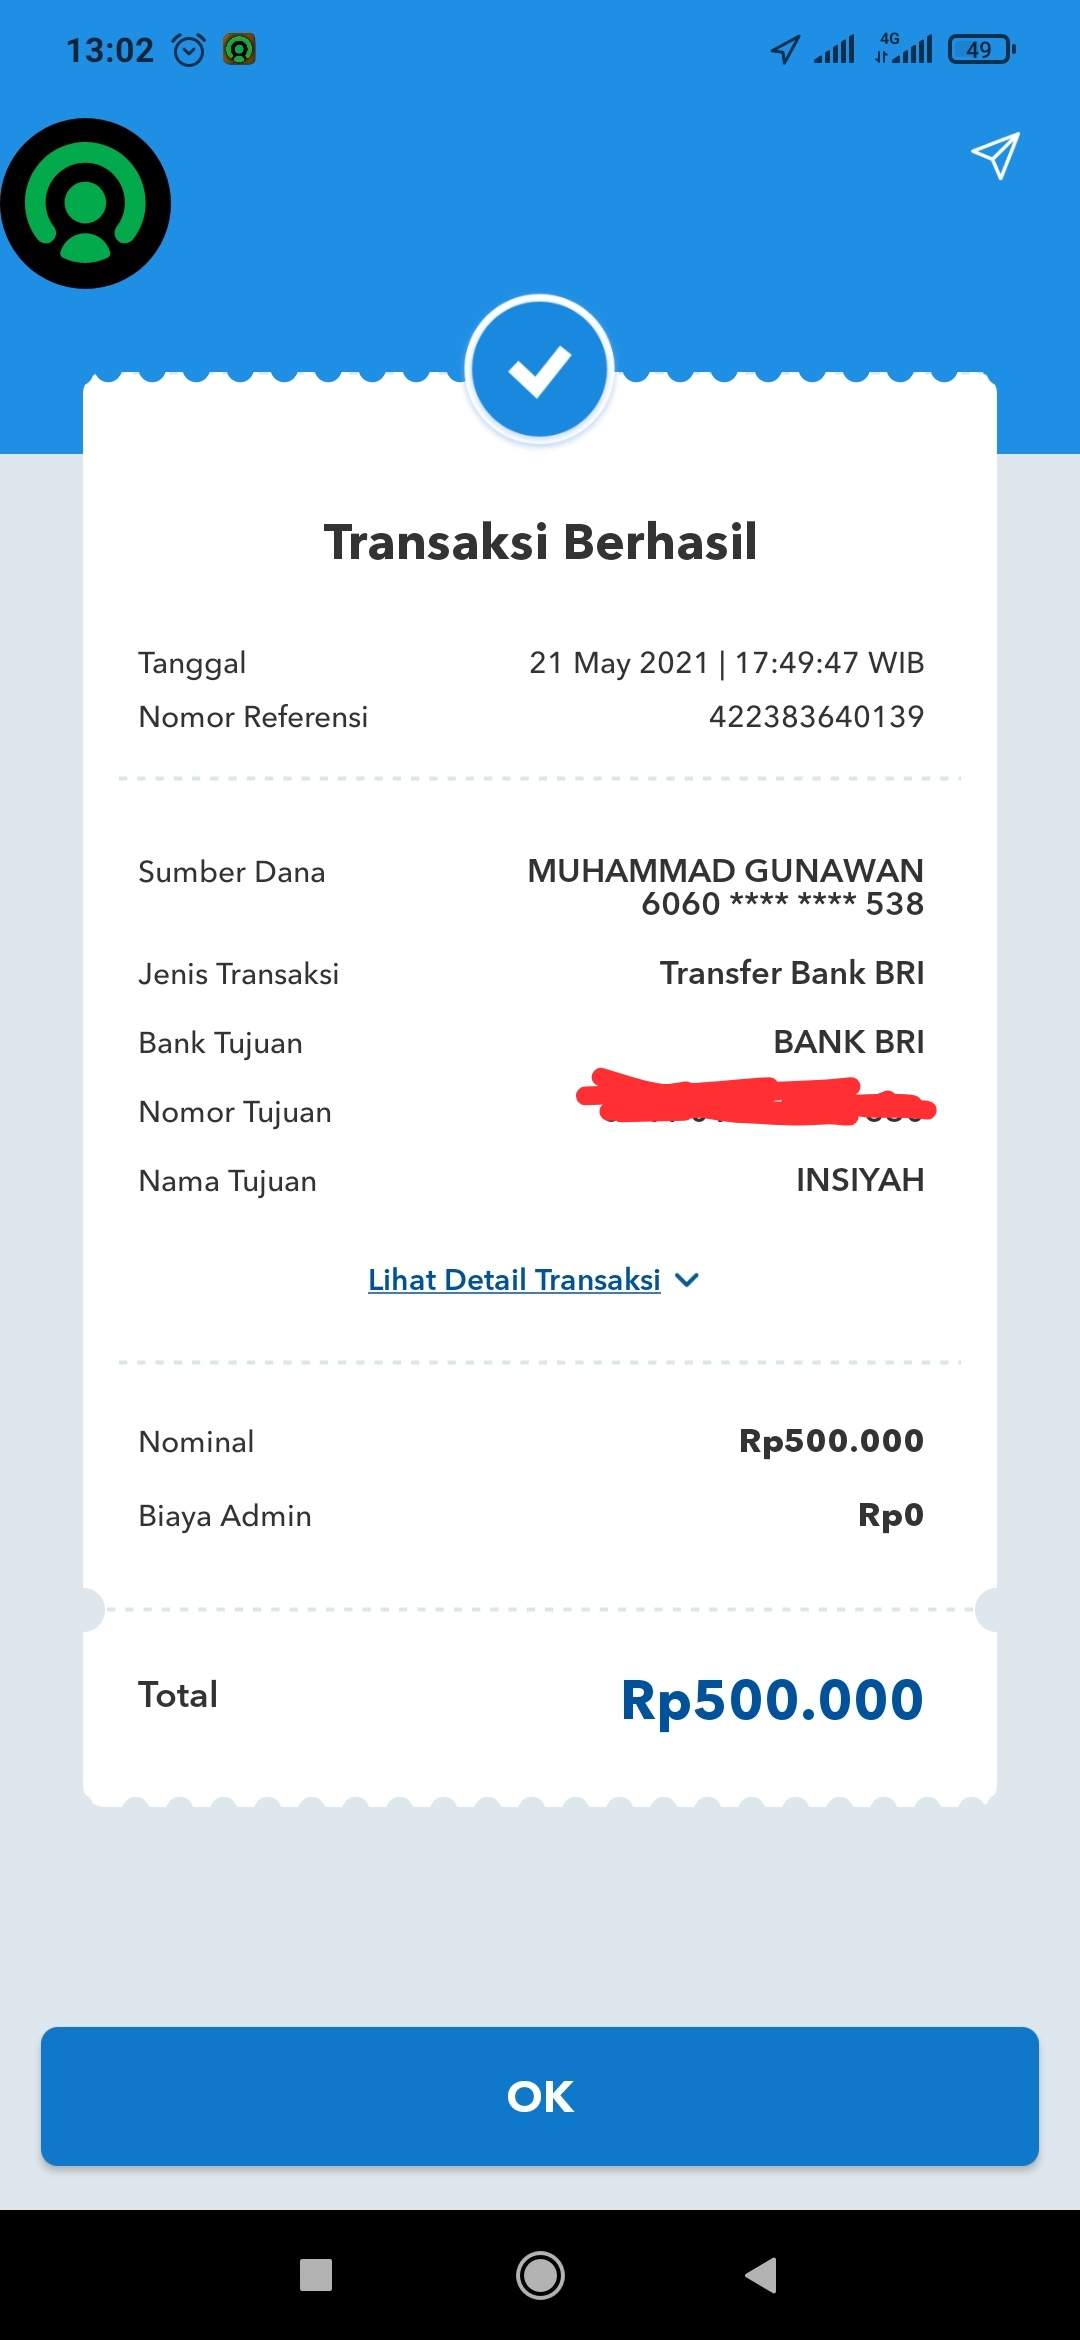 13:02
4G
49
Transaksi Berhasil
Tanggal 21 May 2021 | 17:49:47 WIB
Nomor Referensi 422383640139
Sumber Dana MUHAMMAD GUNAWAN
6060 **** **** 538
Jenis Transaksi Transfer Bank BRI
Bank Tujuan BANK BRI
Nomor Tujuan
Nama Tujuan INSIYAH
Lihat Detail Transaksi
Nominal Rp500.000
Biaya Admin Rp0
Total Rp500.000
OK